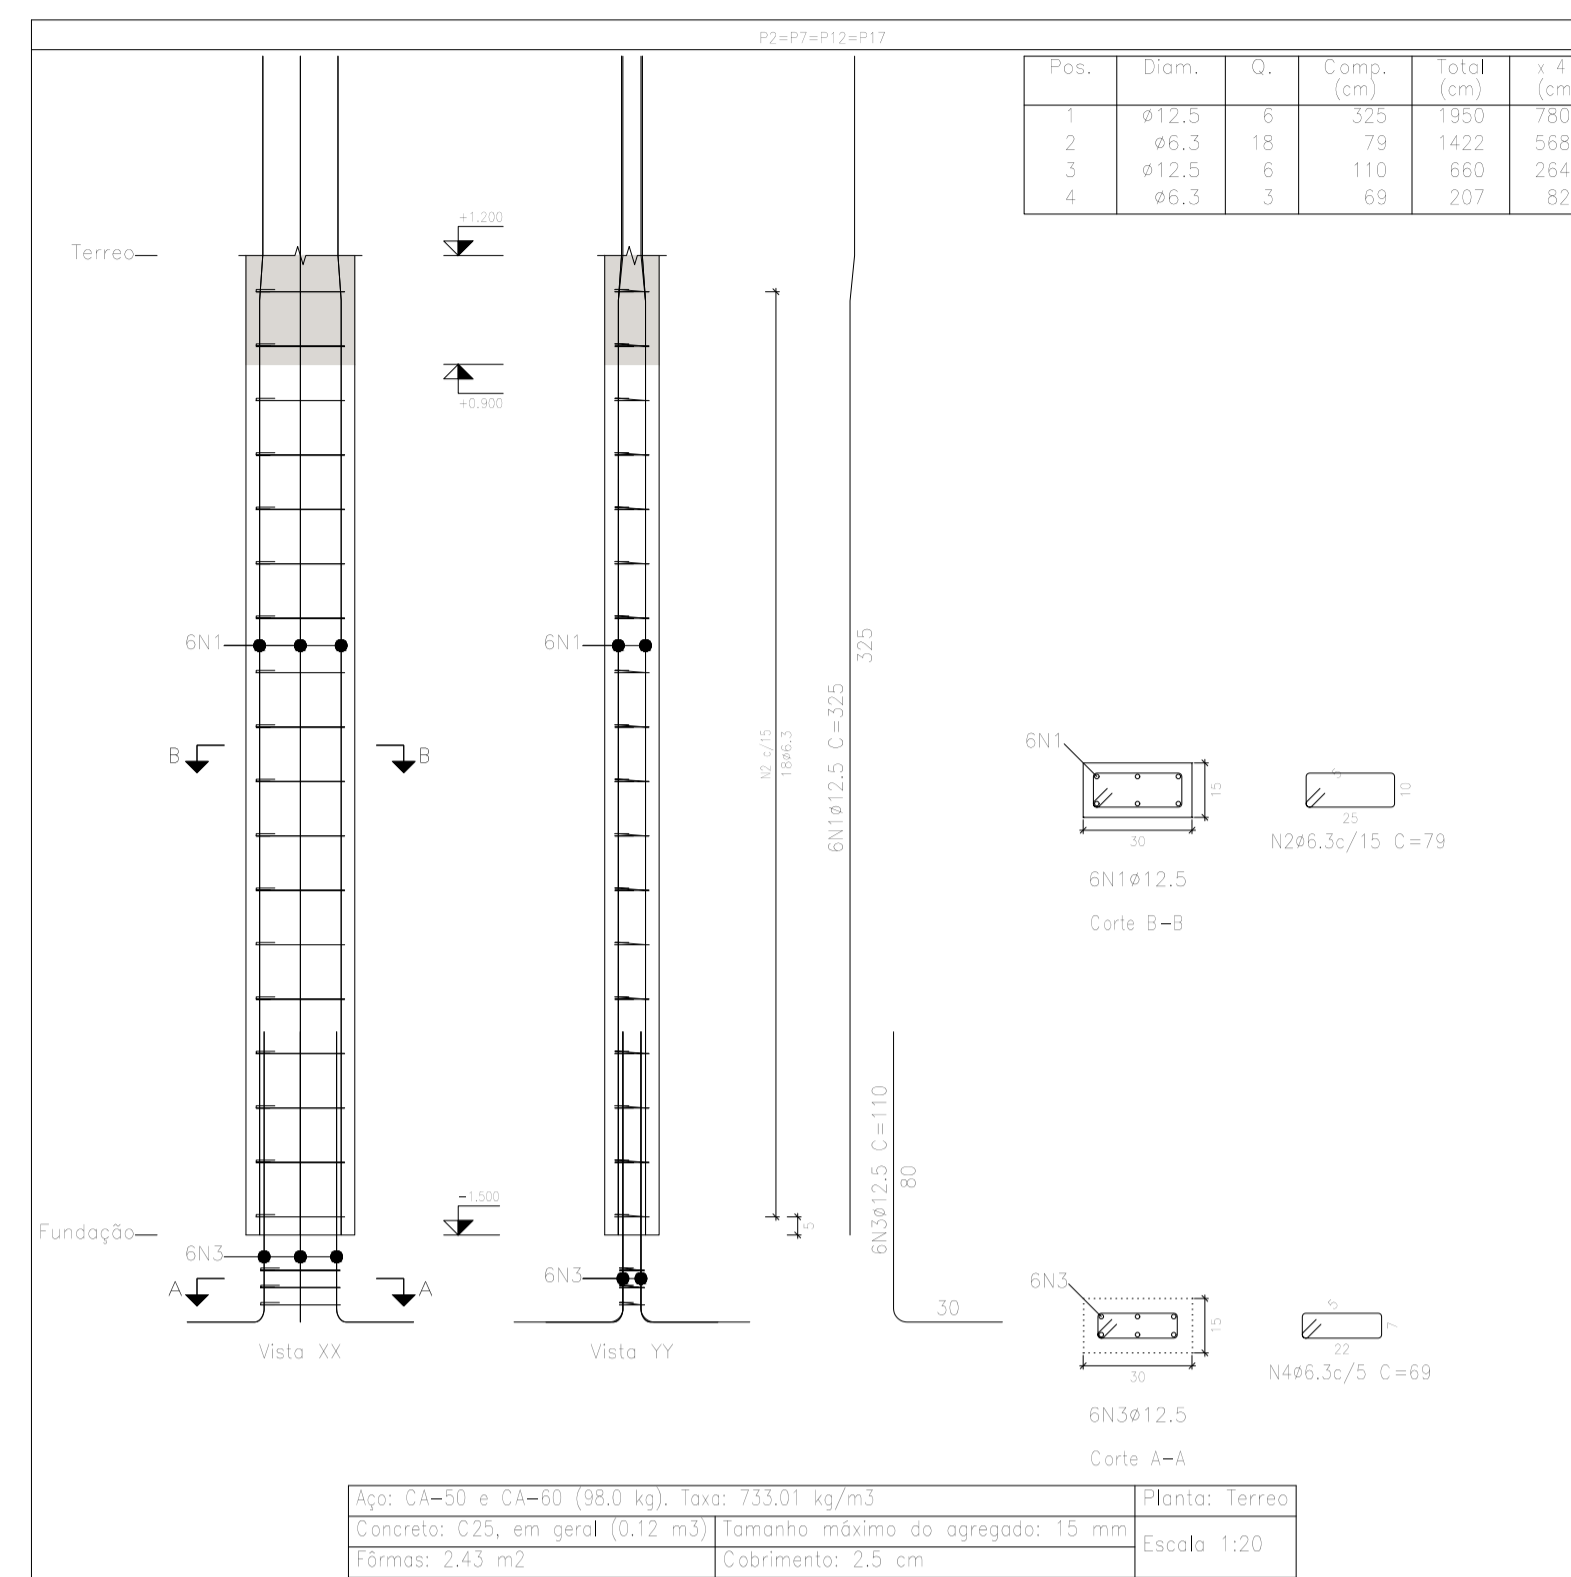 P2=P7=P12=P17
Pos. Diam. Q. Comp. (cm) Total (cm) x 4 (cm
1 ø12.5 6 325 1950 780
2 ø6.3 18 79 1422 568
3 ø12.5 6 110 660 264
4 ø6.3 3 69 207 82
Terreo
+1.200
+0.900
6N1
6N1
325
6N1ø12.5 C=325
N2 c/15
18ø6.3
B
B
6N1
15
30
6N1ø12.5
Corte B-B
5
10
25
N2ø6.3c/15 C=79
6N3ø12.5 C=110
80
30
-1.500
5
Fundação
6N3
6N3
A
A
Vista XX
Vista YY
6N3
15
30
6N3ø12.5
Corte A-A
5
7
22
N4ø6.3c/5 C=69
Aço: CA-50 e CA-60 (98.0 kg). Taxa: 733.01 kg/m3
Planta: Terreo
Concreto: C25, em geral (0.12 m3)
Tamanho máximo do agregado: 15 mm
Escala 1:20
Fôrmas: 2.43 m2
Cobrimento: 2.5 cm